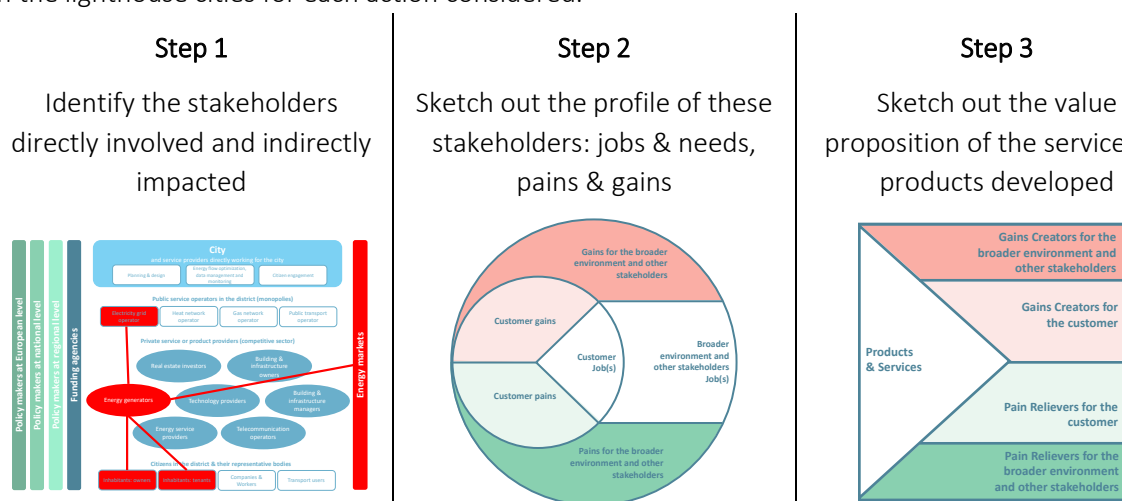 the lighthouse cities for each action considered.
Step 1
Identify the stakeholders
directly involved and indirectly
impacted
Policy makers at European level
Policy makers at national level
Policy makers at regional level
Funding agencies
City
and service providers directly working for the city
Planning & design
Energy flow optimization,
data management and
monitoring
Citizen engagement
Public service operators in the district (monopolies)
Electricity grid
operator
Heat network
operator
Gas network
operator
Public transport
operator
Private service or product providers (competitive sector)
Real estate investors
Building &
infrastructure
owners
Energy generators
Technology providers
Building &
infrastructure
managers
Energy service
providers
Telecommunication
operators
Citizens in the district & their representative bodies
Inhabitants: owners
Inhabitants: tenants
Companies &
Workers
Transport users
Energy markets
Step 2
Sketch out the profile of these
stakeholders: jobs & needs,
pains & gains
Gains for the broader
environment and other
stakeholders
Customer gains
Customer
Job(s)
Broader
environment and
other stakeholders
Job(s)
Customer pains
Pains for the broader
environment and other
stakeholders
Step 3
Sketch out the value
proposition of the service
products developed
Gains Creators for the
broader environment and
other stakeholders
Gains Creators for
the customer
Products
& Services
Pain Relievers for the
customer
Pain Relievers for the
broader environment
and other stakeholders